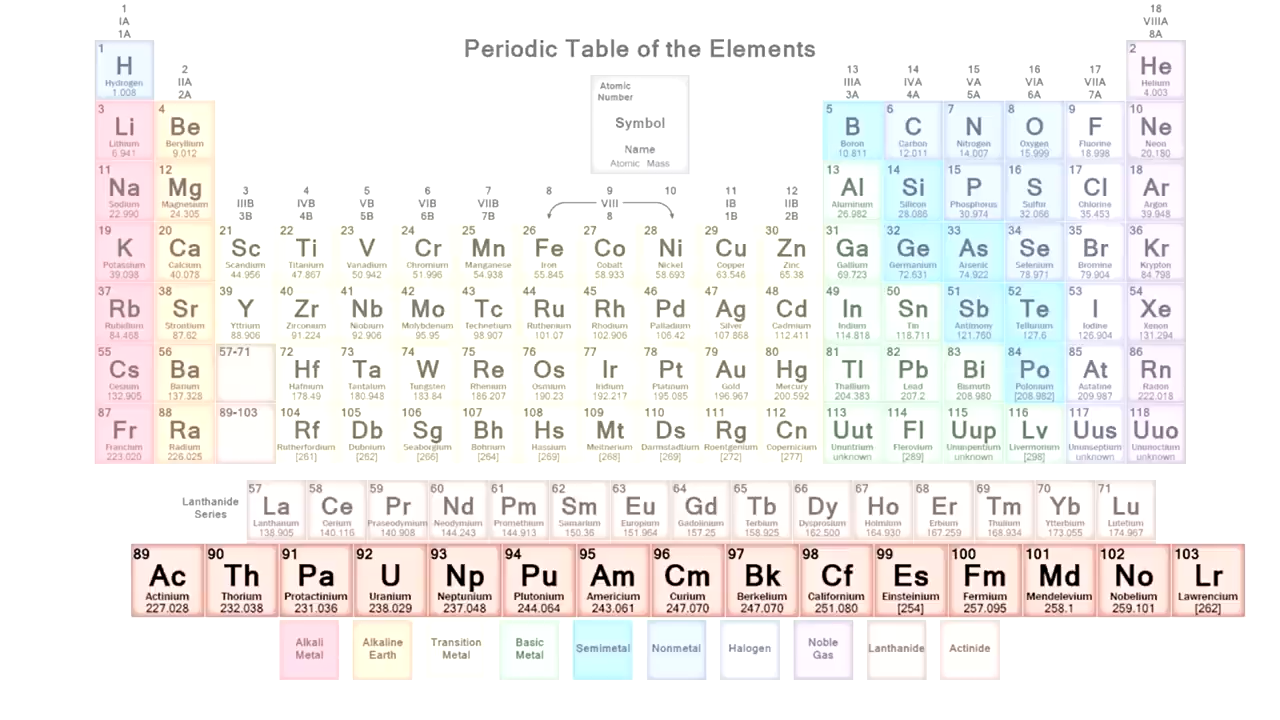 1
IA
1A
18
VIIIA
8A
Periodic Table of the Elements
1
H
Hydrogen
1.008
2
IIA
2A
13
IIIA
3A
14
IVA
4A
15
VA
5A
16
VIA
6A
17
VIIA
7A
2
He
Helium
4.003
Atomic
Number
Symbol
Name
Atomic Mass
3
Li
Lithium
6.941
4
Be
Beryllium
9.012
5
B
Boron
10.811
6
C
Carbon
12.011
7
N
Nitrogen
14.007
8
O
Oxygen
15.999
9
F
Fluorine
18.998
10
Ne
Neon
20.180
11
Na
Sodium
22.990
12
Mg
Magnesium
24.305
3
IIIB
3B
4
IVB
4B
5
VB
5B
6
VIB
6B
7
VIIB
7B
8
9
10
VIII
8
11
IB
1B
12
IIB
2B
13
Al
Aluminum
26.982
14
Si
Silicon
28.086
15
P
Phosphorus
30.974
16
S
Sulfur
32.066
17
Cl
Chlorine
35.453
18
Ar
Argon
39.948
19
K
Potassium
39.098
20
Ca
Calcium
40.078
21
Sc
Scandium
44.956
22
Ti
Titanium
47.867
23
V
Vanadium
50.942
24
Cr
Chromium
51.996
25
Mn
Manganese
54.938
26
Fe
Iron
55.845
27
Co
Cobalt
58.933
28
Ni
Nickel
58.693
29
Cu
Copper
63.546
30
Zn
Zinc
65.38
31
Ga
Gallium
69.723
32
Ge
Germanium
72.631
33
As
Arsenic
74.922
34
Se
Selenium
78.971
35
Br
Bromine
79.904
36
Kr
Krypton
84.798
37
Rb
Rubidium
84.468
38
Sr
Strontium
87.62
39
Y
Yttrium
88.906
40
Zr
Zirconium
91.224
41
Nb
Niobium
92.906
42
Mo
Molybdenum
95.95
43
Tc
Technetium
98.907
44
Ru
Ruthenium
101.07
45
Rh
Rhodium
102.906
46
Pd
Palladium
106.42
47
Ag
Silver
107.868
48
Cd
Cadmium
112.411
49
In
Indium
114.818
50
Sn
Tin
118.711
51
Sb
Antimony
121.760
52
Te
Tellurium
127.6
53
I
Iodine
126.904
54
Xe
Xenon
131.294
55
Cs
Cesium
132.905
56
Ba
Barium
137.328
57-71
72
Hf
Hafnium
178.49
73
Ta
Tantalum
180.948
74
W
Tungsten
183.84
75
Re
Rhenium
186.207
76
Os
Osmium
190.23
77
Ir
Iridium
192.217
78
Pt
Platinum
195.085
79
Au
Gold
196.967
80
Hg
Mercury
200.592
81
Tl
Thallium
204.383
82
Pb
Lead
207.2
83
Bi
Bismuth
208.980
84
Po
Polonium
[208.982]
85
At
Astatine
209.987
86
Rn
Radon
222.018
87
Fr
Francium
223.020
88
Ra
Radium
226.025
89-103
104
Rf
Rutherfordium
[261]
105
Db
Dubnium
[262]
106
Sg
Seaborgium
[266]
107
Bh
Bohrium
[264]
108
Hs
Hassium
[269]
109
Mt
Meitnerium
[268]
110
Ds
Darmstadtium
[269]
111
Rg
Roentgenium
[272]
112
Cn
Copernicium
[277]
113
Uut
Ununtrium
unknown
114
Fl
Flerovium
[289]
115
Uup
Ununpentium
unknown
116
Lv
Livermorium
[298]
117
Uus
Ununseptium
unknown
118
Uuo
Ununoctium
unknown
Lanthanide
Series
57
La
Lanthanum
138.905
58
Ce
Cerium
140.116
59
Pr
Praseodymium
140.908
60
Nd
Neodymium
144.243
61
Pm
Promethium
144.913
62
Sm
Samarium
150.36
63
Eu
Europium
151.964
64
Gd
Gadolinium
157.25
65
Tb
Terbium
158.925
66
Dy
Dysprosium
162.500
67
Ho
Holmium
164.930
68
Er
Erbium
167.259
69
Tm
Thulium
168.934
70
Yb
Ytterbium
173.055
71
Lu
Lutetium
174.967
89
Ac
Actinium
227.028
90
Th
Thorium
232.038
91
Pa
Protactinium
231.036
92
U
Uranium
238.029
93
Np
Neptunium
237.048
94
Pu
Plutonium
244.064
95
Am
Americium
243.061
96
Cm
Curium
247.070
97
Bk
Berkelium
247.070
98
Cf
Californium
251.080
99
Es
Einsteinium
[254]
100
Fm
Fermium
257.095
101
Md
Mendelevium
258.1
102
No
Nobelium
259.101
103
Lr
Lawrencium
[262]
Alkali
Metal
Alkaline
Earth
Transition
Metal
Basic
Metal
Semimetal
Nonmetal
Halogen
Noble
Gas
Lanthanide
Actinide